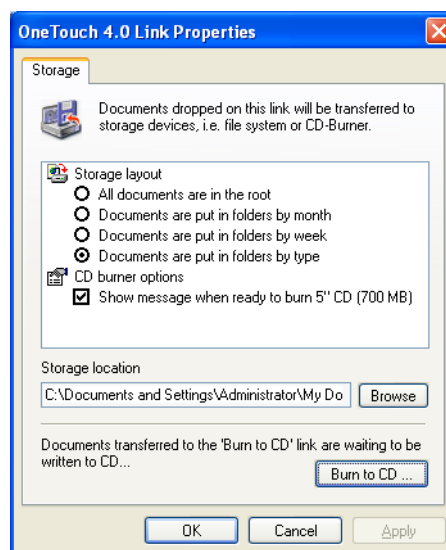 OneTouch 4.0 Link Properties
Storage
Documents dropped on this link will be transferred to
storage devices, i.e. file system or CD-Burner.
Storage layout
All documents are in the root
Documents are put in folders by month
Documents are put in folders by week
Documents are put in folders by type
CD burner options
Show message when ready to burn 5" CD (700 MB)
Storage location
C:\Documents and Settings\Administrator\My Do
Browse
Documents transferred to the 'Burn to CD' link are waiting to be
written to CD...
Burn to CD ...
OK
Cancel
Apply